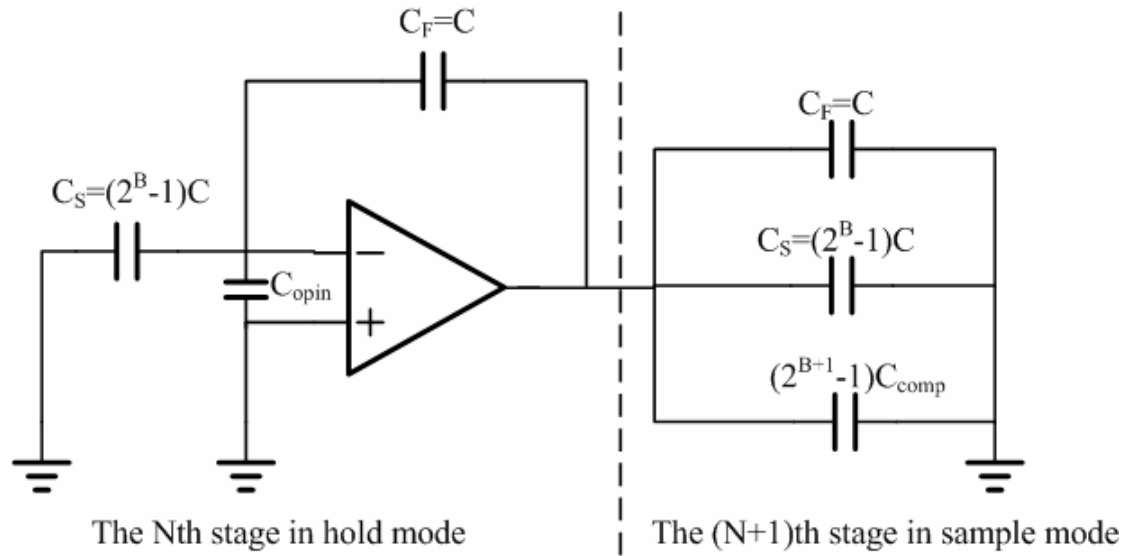 C_F=C
C_F=C
C_S=(2^B-1)C
C_S=(2^B-1)C
C_opin
−
+
(2^{B+1}-1)C_comp
The Nth stage in hold mode
The (N+1)th stage in sample mode